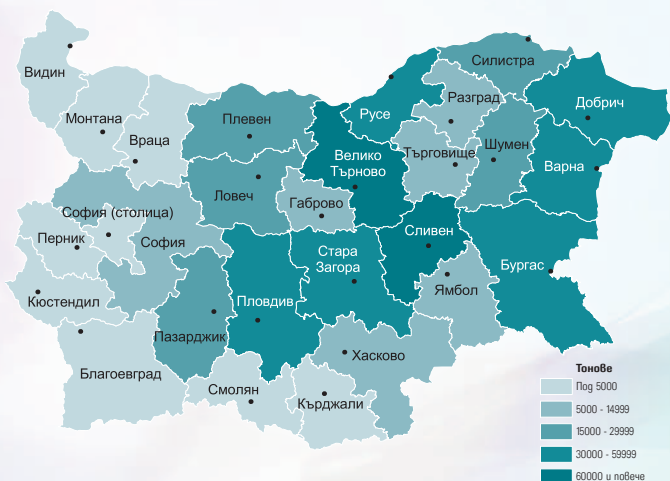 Видин
Монтана
Враца
Плевен
Ловеч
Велико
Търново
Габрово
Русе
Силистра
Разград
Търговище
Шумен
Добрич
Варна
София (столица)
Перник
София
Кюстендил
Благоевград
Пазарджик
Пловдив
Стара
Загора
Сливен
Ямбол
Бургас
Хасково
Смолян
Кърджали
Тонове
Под 5000
5000 - 14999
15000 - 29999
30000 - 59999
60000 и повече